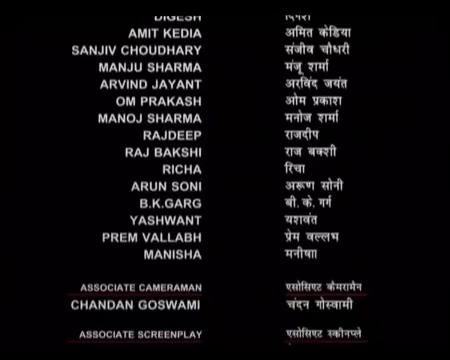 DIGESH दिगेश
AMIT KEDIA अमित केडिया
SANJIV CHOUDHARY संजीव चौधरी
MANJU SHARMA मंजू शर्मा
ARVIND JAYANT अरविंद जयंत
OM PRAKASH ओम प्रकाश
MANOJ SHARMA मनोज शर्मा
RAJDEEP राजदीप
RAJ BAKSHI राज बक्शी
RICHA रिचा
ARUN SONI अरूण सोनी
B.K.GARG बी. के. गर्ग
YASHWANT यशवंत
PREM VALLABH प्रेम वल्लभ
MANISHA मनीषाा
ASSOCIATE CAMERAMAN एसोसिएट कैमरामैन
CHANDAN GOSWAMI चंदन गोस्वामी
ASSOCIATE SCREENPLAY एसोसिएट स्क्रीनप्ले